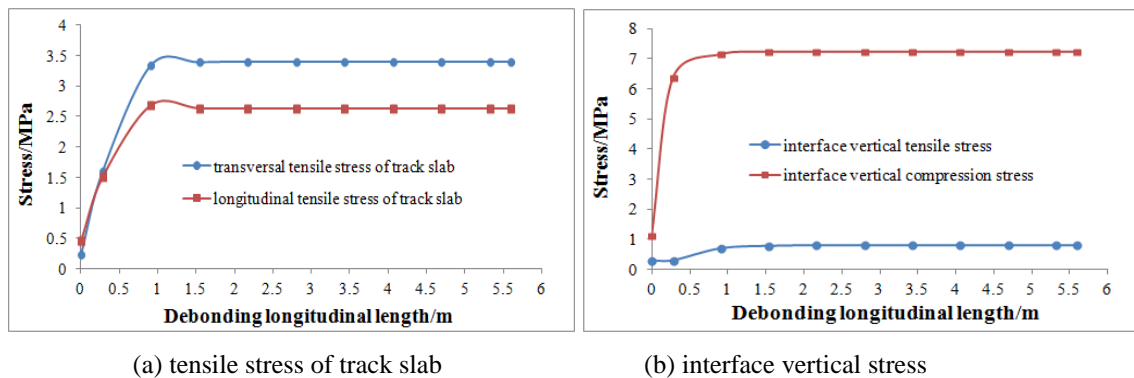 4
3.5
3
2.5
2
1.5
1
0.5
0
Stress/MPa
transversal tensile stress of track slab
longitudinal tensile stress of track slab
0 0.5 1 1.5 2 2.5 3 3.5 4 4.5 5 5.5 6
Debonding longitudinal length/m
(a) tensile stress of track slab
8
7
6
5
4
3
2
1
0
Stress/MPa
interface vertical tensile stress
interface vertical compression stress
0 0.5 1 1.5 2 2.5 3 3.5 4 4.5 5 5.5 6
Debonding longitudinal length/m
(b) interface vertical stress